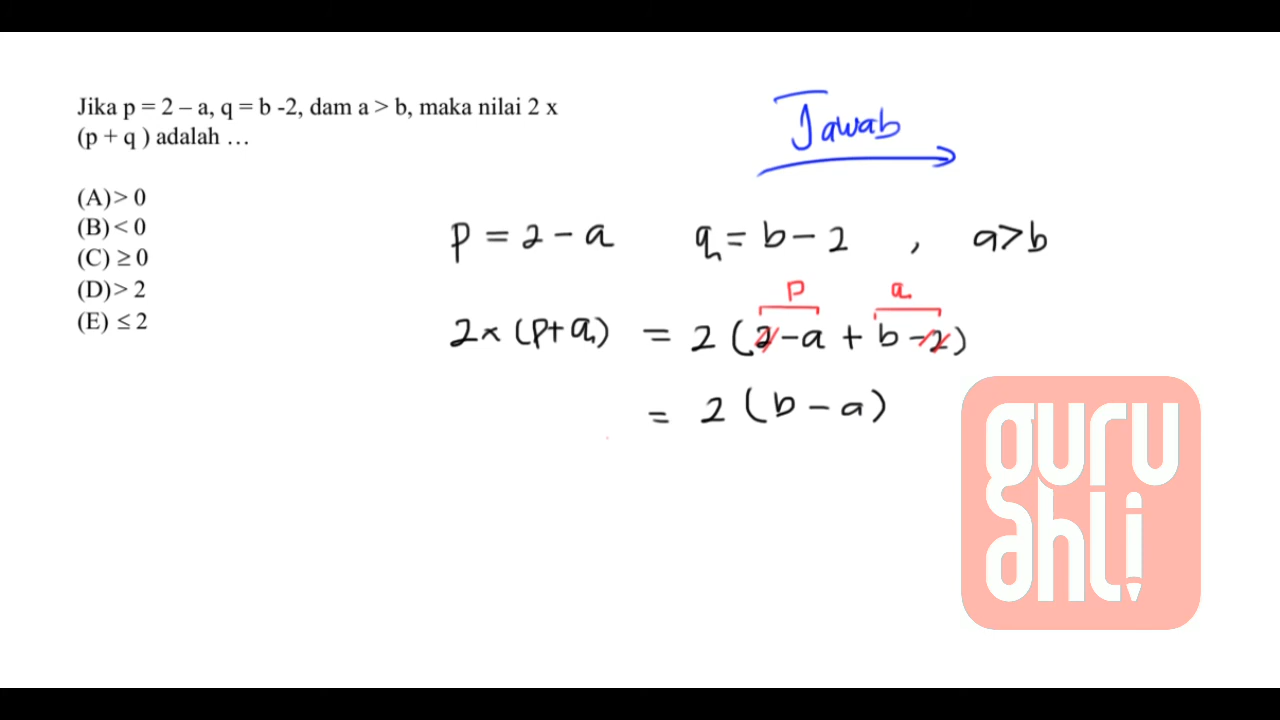 Jika p = 2 – a, q = b -2, dam a > b, maka nilai 2 x
(p + q ) adalah …
(A)> 0
(B)< 0
(C) ≥ 0
(D)> 2
(E) ≤ 2
Jawab
p = 2 - a q = b - 2 , a > b
p q
2 × (p+q) = 2 (2 - a + b - 2)
= 2 (b - a)
guru
ahli